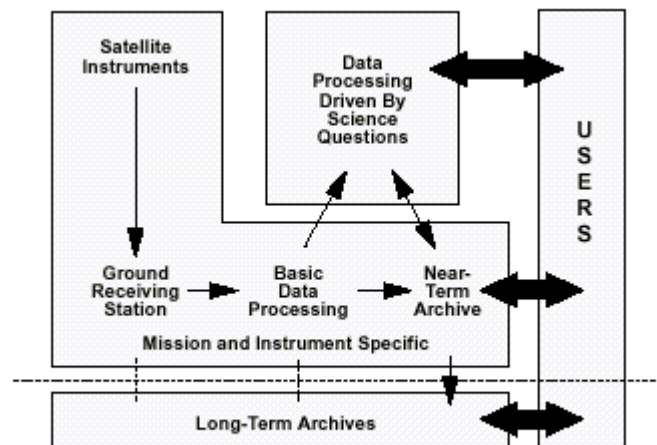 Satellite
Instruments
Data
Processing
Driven By
Science
Questions
USERS
Ground
Receiving
Station
Basic
Data
Processing
Near-
Term
Archive
Mission and Instrument Specific
Long-Term Archives